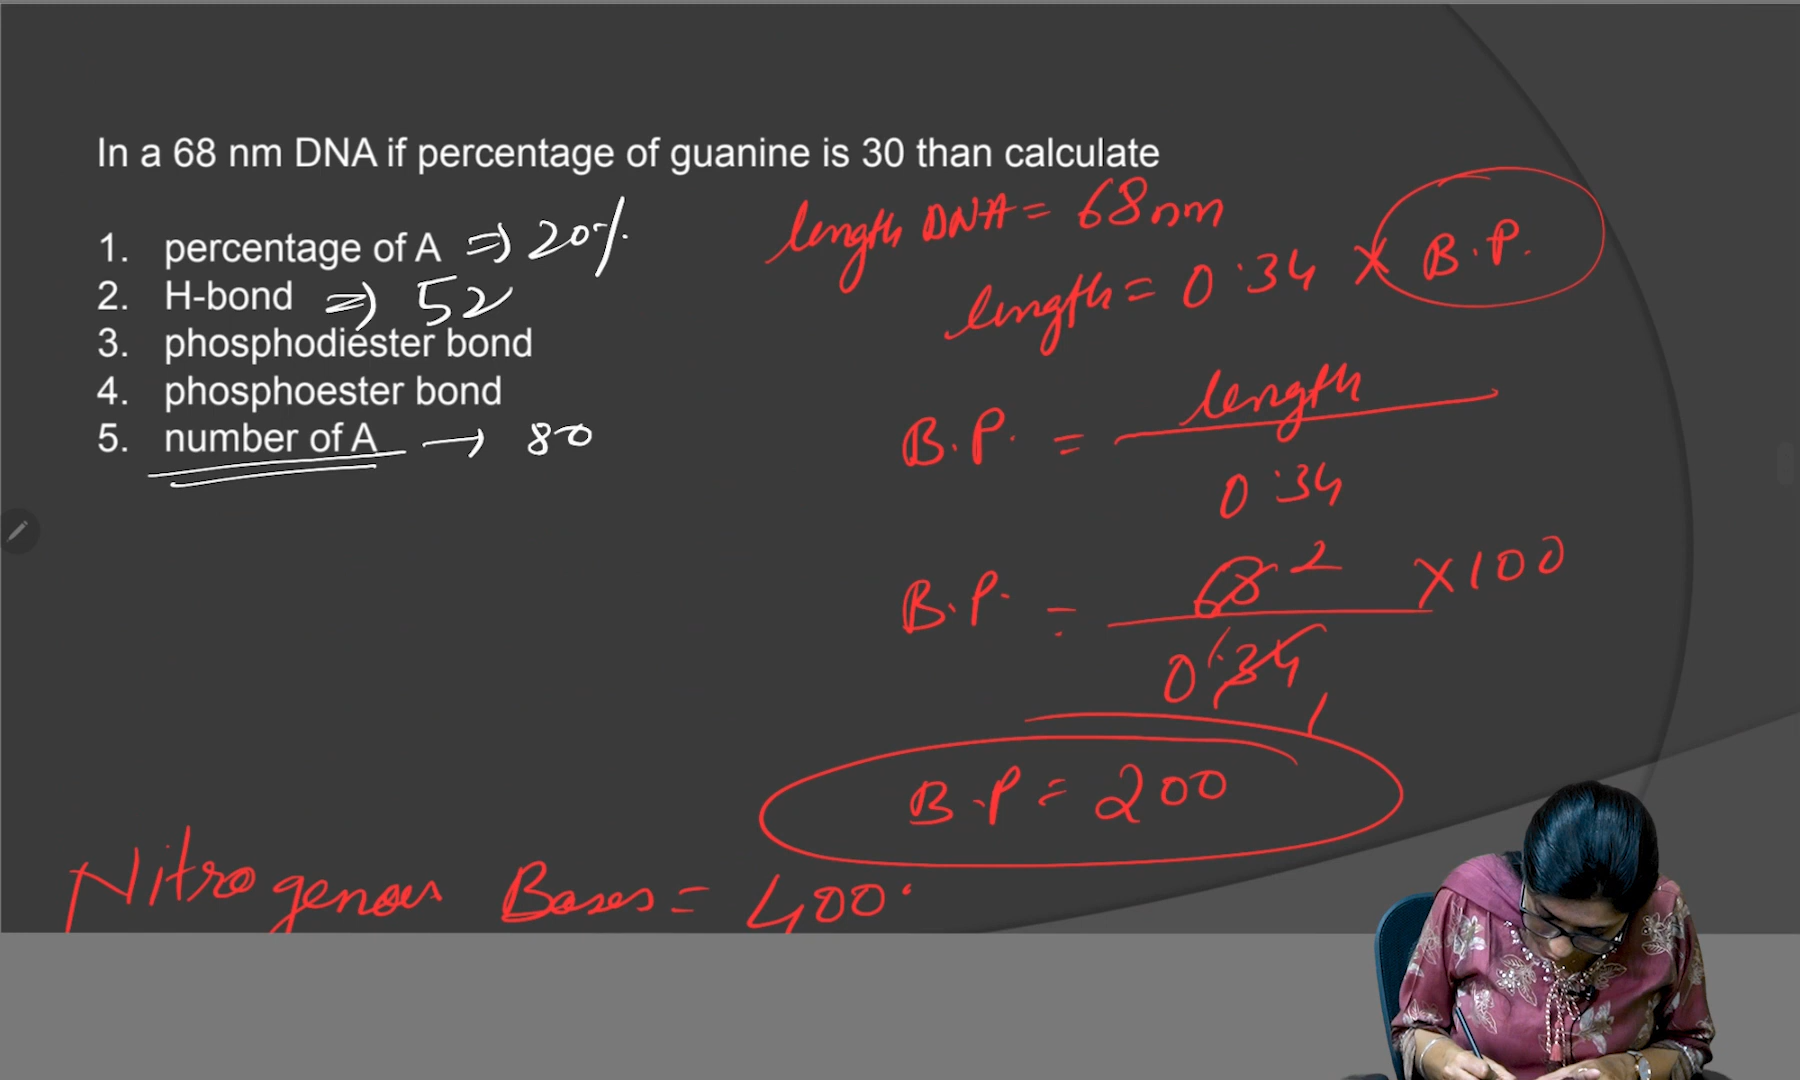 In a 68 nm DNA if percentage of guanine is 30 than calculate
1. percentage of A => 20%
2. H-bond => 52
3. phosphodiester bond
4. phosphoester bond
5. number of A → 80
length DNA = 68nm
length = 0.34 X B.P.
B.P. = length
0.34
B.P. = 68 2 X100
0.34 1
B.P = 200
Nitrogenous Bases = 400